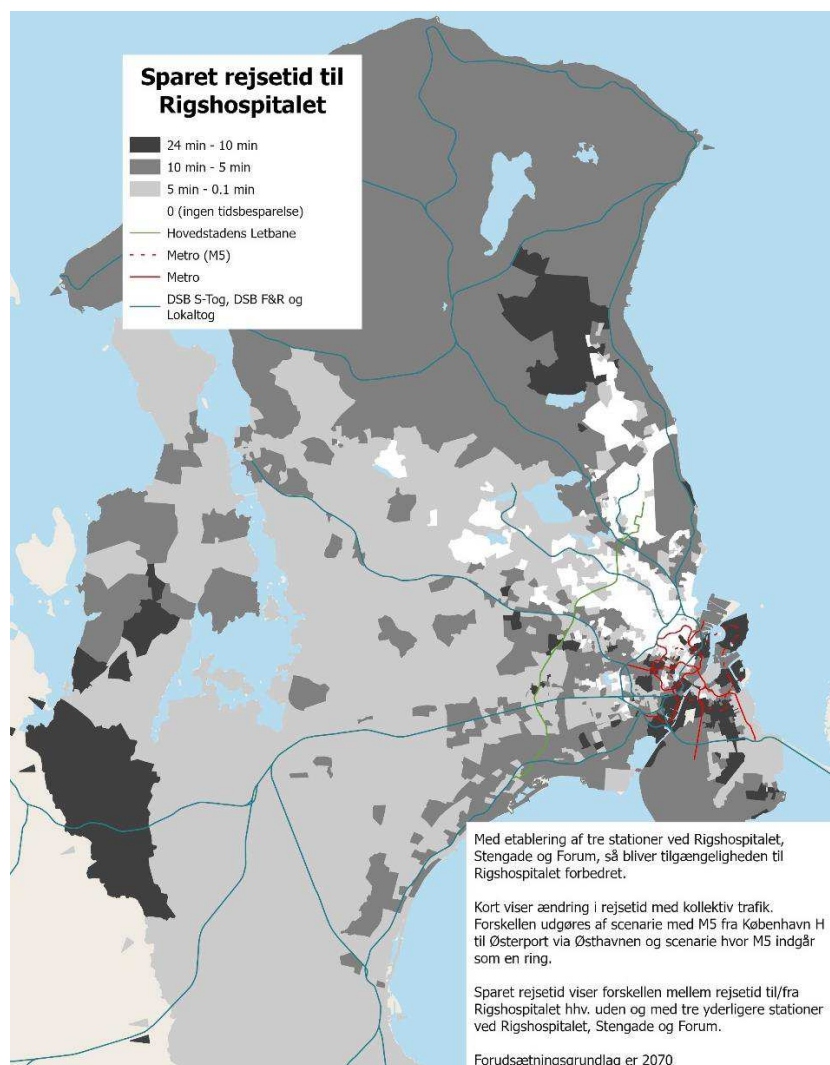 Sparet rejsetid til
Rigshospitalet
24 min - 10 min
10 min - 5 min
5 min - 0.1 min
0 (ingen tidsbesparelse)
Hovedstadens Letbane
Metro (M5)
Metro
DSB S-Tog, DSB F&R og
Lokaltog
Med etablering af tre stationer ved Rigshospitalet,
Stengade og Forum, så bliver tilgængeligheden til
Rigshospitalet forbedret.
Kort viser ændring i rejsetid med kollektiv trafik.
Forskellen udgøres af scenarie med M5 fra København H
til Østerport via Østhavnen og scenarie hvor M5 indgår
som en ring.
Sparet rejsetid viser forskellen mellem rejsetid til/fra
Rigshospitalet hhv. uden og med tre yderligere stationer
ved Rigshospitalet, Stengade og Forum.
Forudsætningsgrundlag er 2070